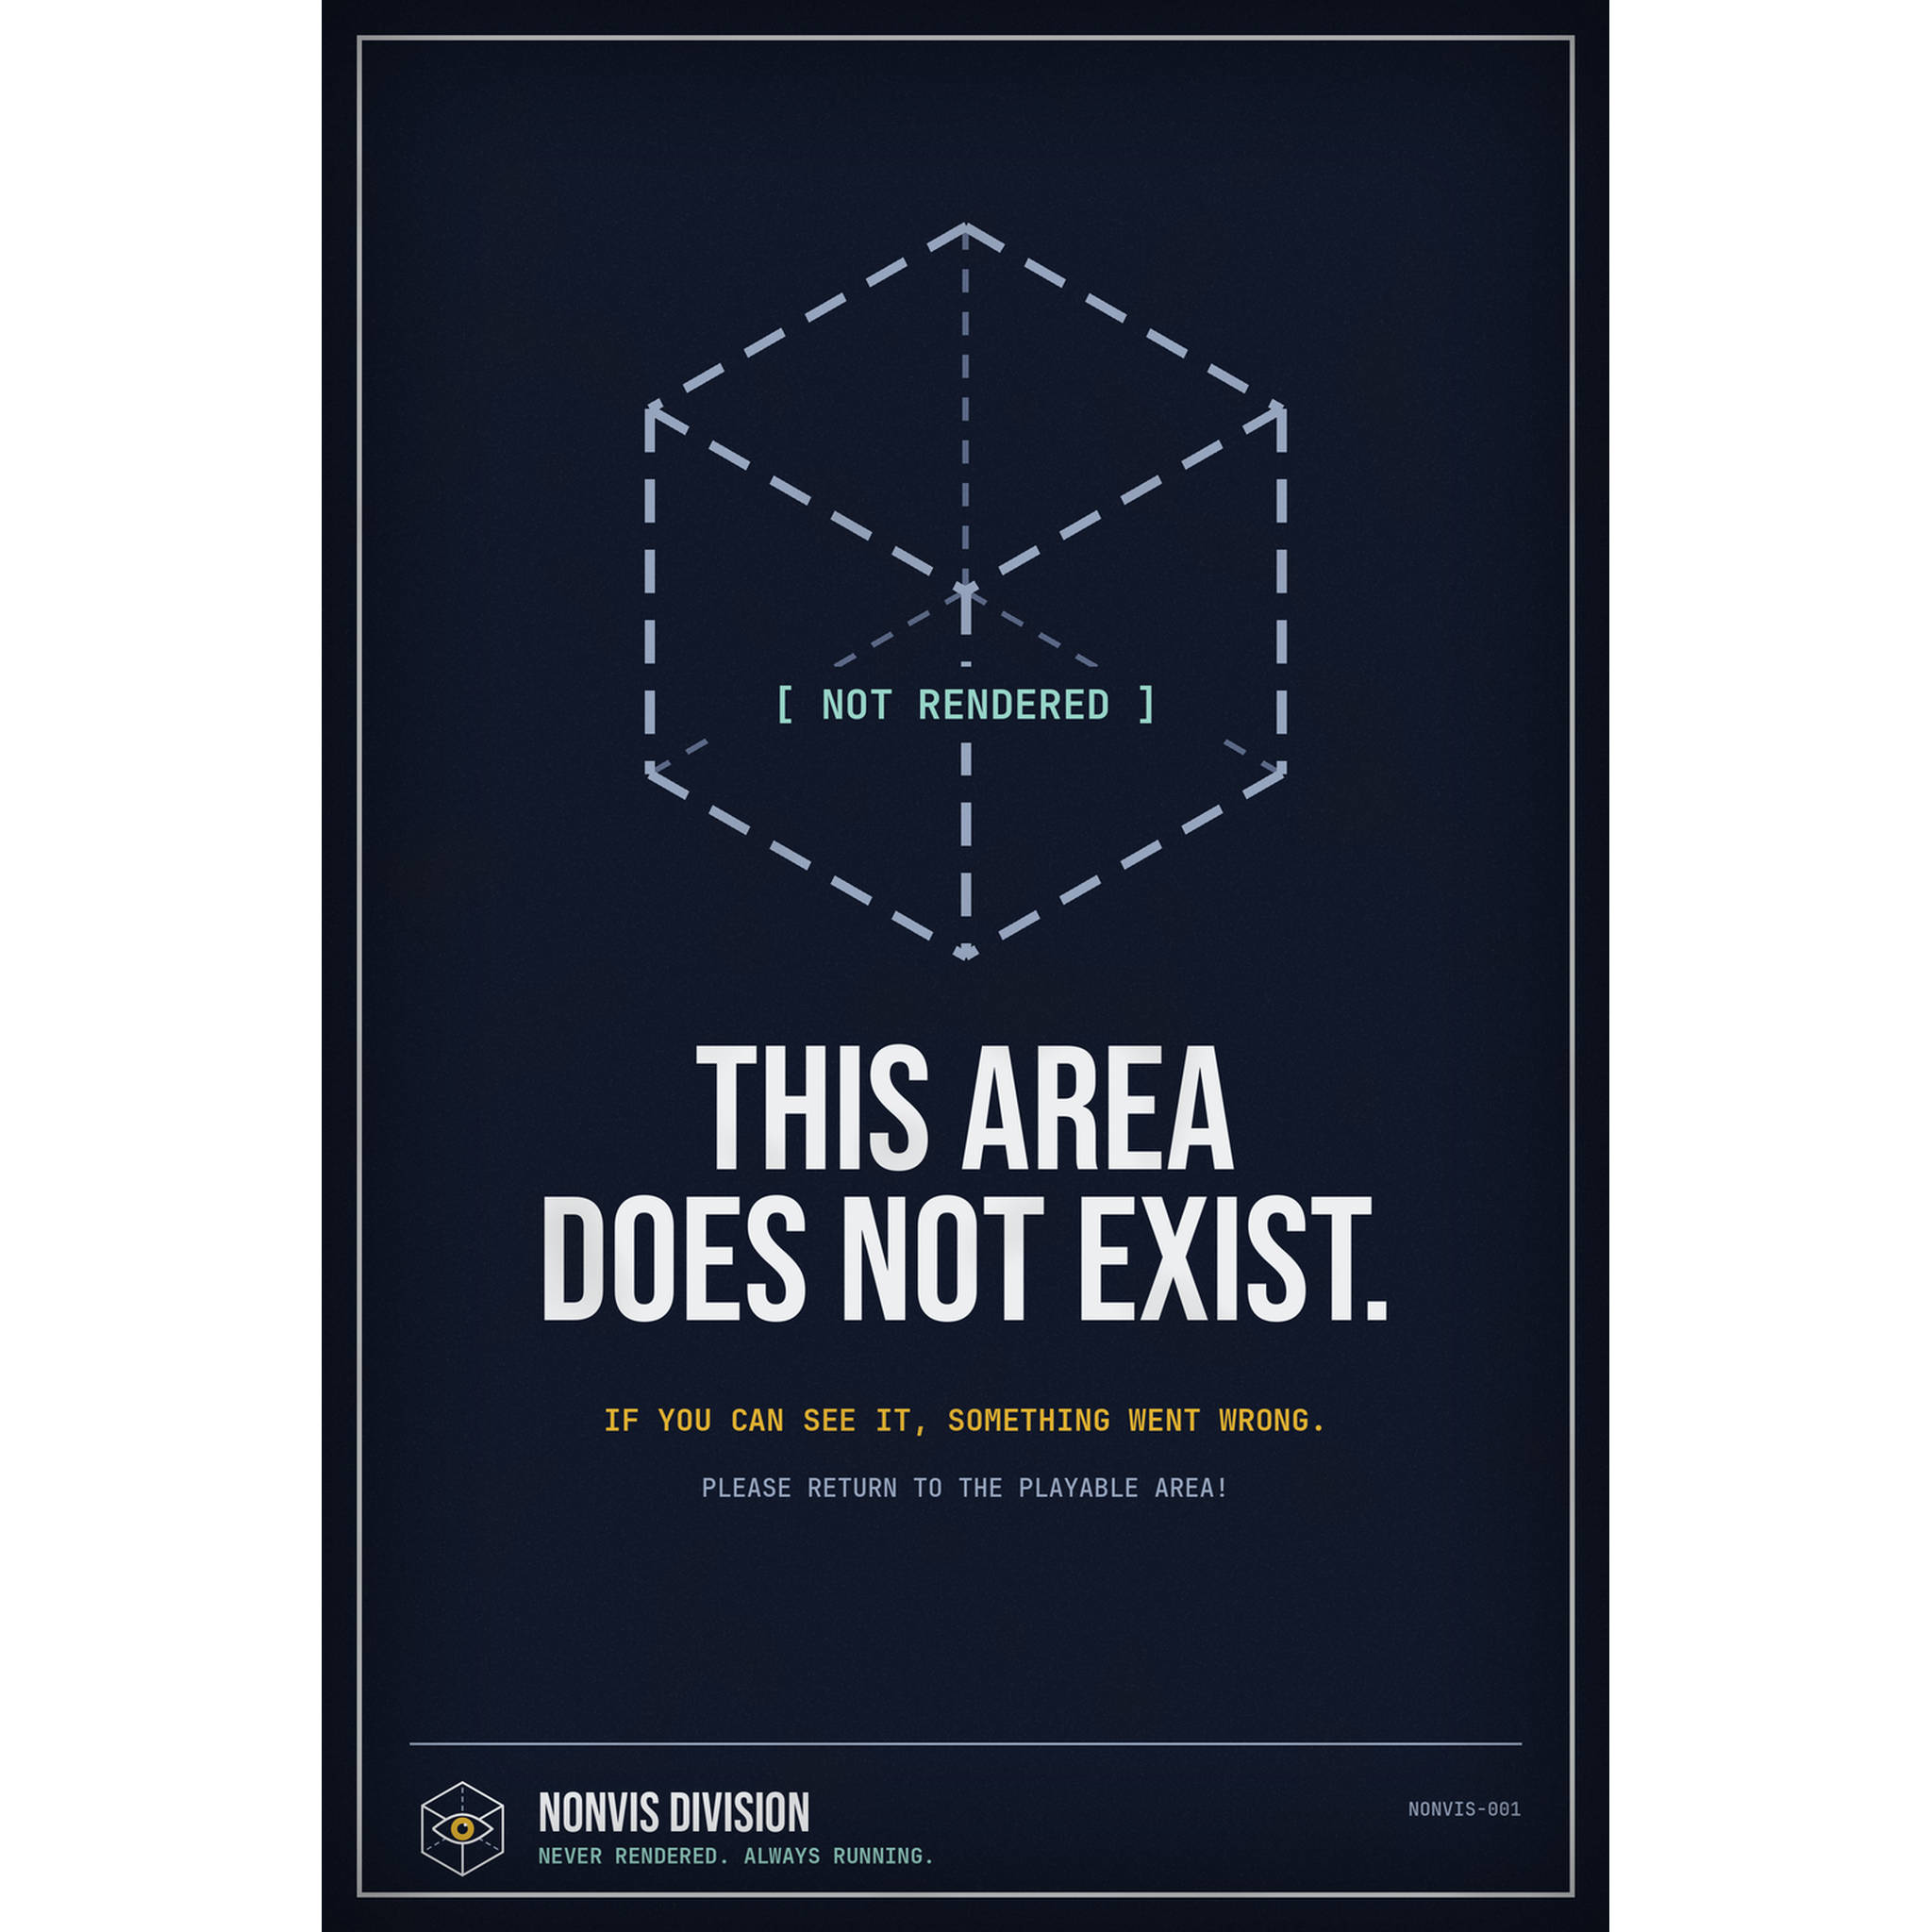 [ NOT RENDERED ]
THIS AREA
DOES NOT EXIST.
IF YOU CAN SEE IT, SOMETHING WENT WRONG.
PLEASE RETURN TO THE PLAYABLE AREA!
NONVIS DIVISION
NEVER RENDERED. ALWAYS RUNNING.
NONVIS-001